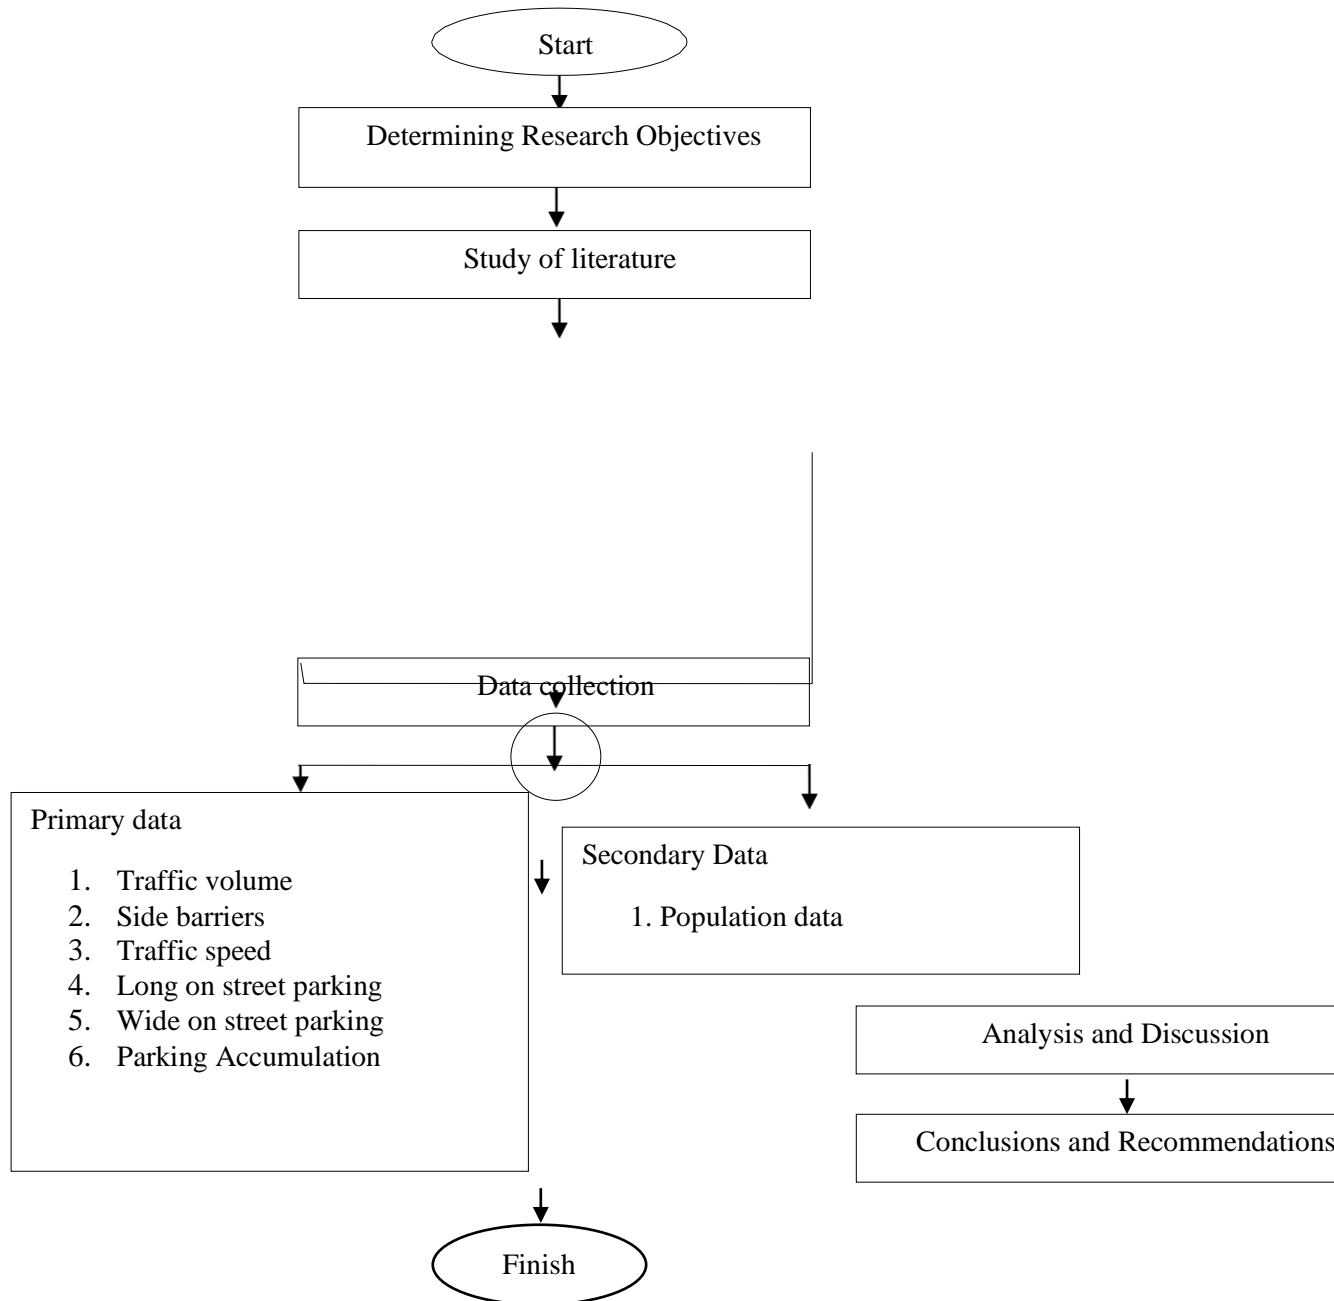 Start
Determining Research Objectives
Study of literature
Data collection
Primary data
1. Traffic volume
2. Side barriers
3. Traffic speed
4. Long on street parking
5. Wide on street parking
6. Parking Accumulation
Secondary Data
1. Population data
Analysis and Discussion
Conclusions and Recommendations
Finish